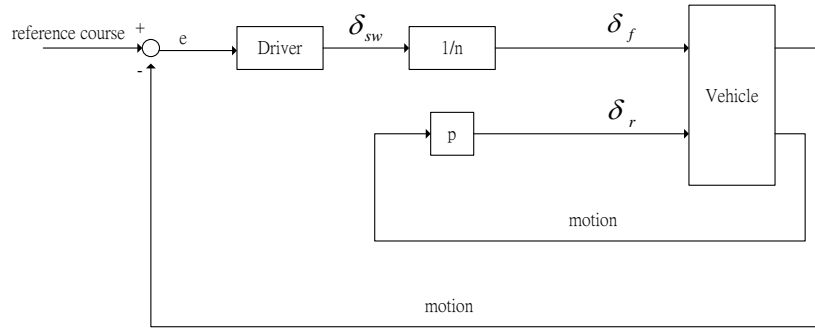 reference course
+
-
e
Driver
δsw
1/n
δf
Vehicle
p
δr
motion
motion